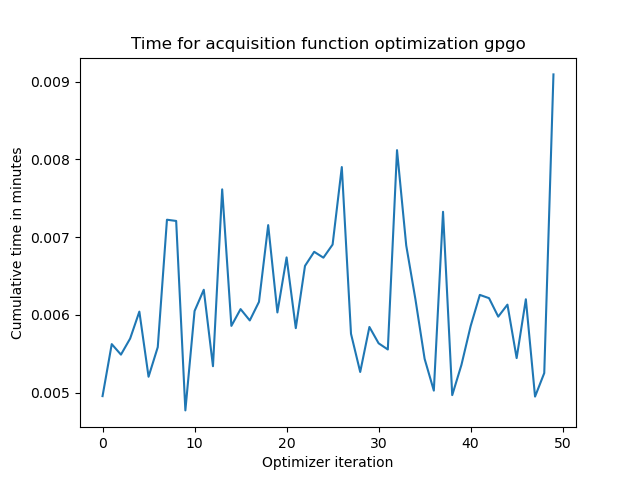 Time for acquisition function optimization gpgo
Cumulative time in minutes
0.009
0.008
0.007
0.006
0.005
0 10 20 30 40 50
Optimizer iteration